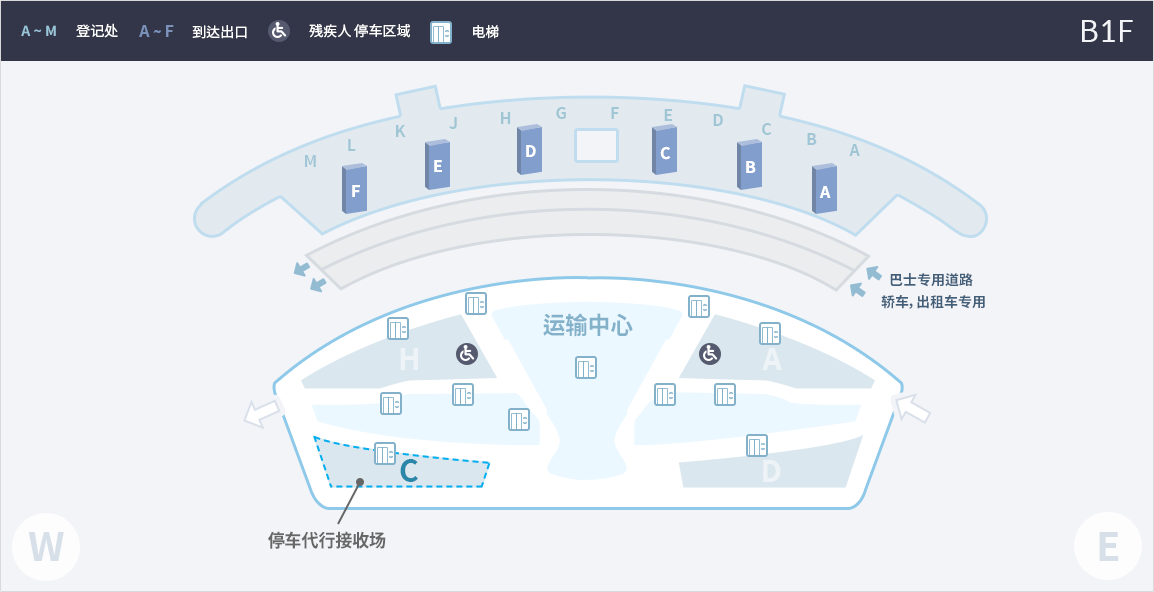 A ~ M 登记处 A ~ F 到达出口 残疾人 停车区域 电梯 B1F
M L K J H G F E D C B A
F E D C B A
巴士专用道路
轿车, 出租车专用
运输中心
H A
C D
停车代行接收场
W E